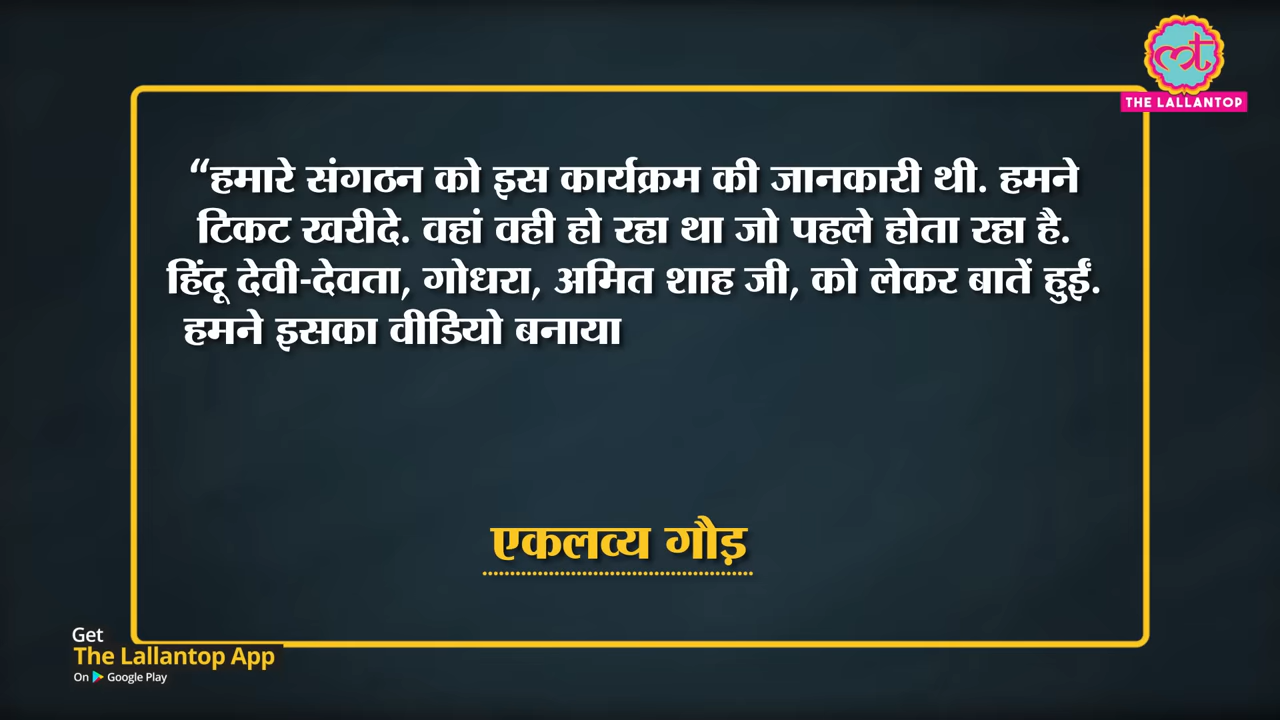 THE LALLANTOP
“हमारे संगठन को इस कार्यक्रम की जानकारी थी. हमने
टिकट खरीदे. वहां वही हो रहा था जो पहले होता रहा है.
हिंदू देवी-देवता, गोधरा, अमित शाह जी, को लेकर बातें हुईं.
हमने इसका वीडियो बनाया
एकलव्य गौड़
Get
The Lallantop App
On Google Play